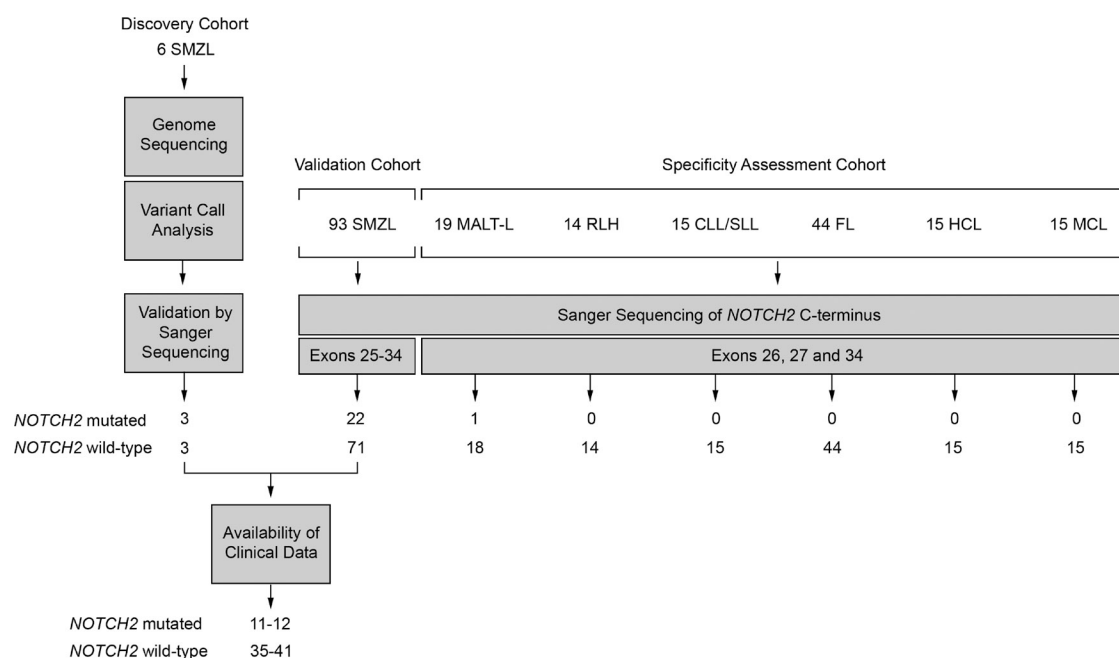 Discovery Cohort
6 SMZL
Genome
Sequencing
Variant Call
Analysis
Validation by
Sanger
Sequencing
Validation Cohort
Specificity Assessment Cohort
93 SMZL
19 MALT-L
14 RLH
15 CLL/SLL
44 FL
15 HCL
15 MCL
Sanger Sequencing of NOTCH2 C-terminus
Exons 25-34
Exons 26, 27 and 34
NOTCH2 mutated 3 22 1 0 0 0 0 0
NOTCH2 wild-type 3 71 18 14 15 44 15 15
Availability of
Clinical Data
NOTCH2 mutated 11-12
NOTCH2 wild-type 35-41